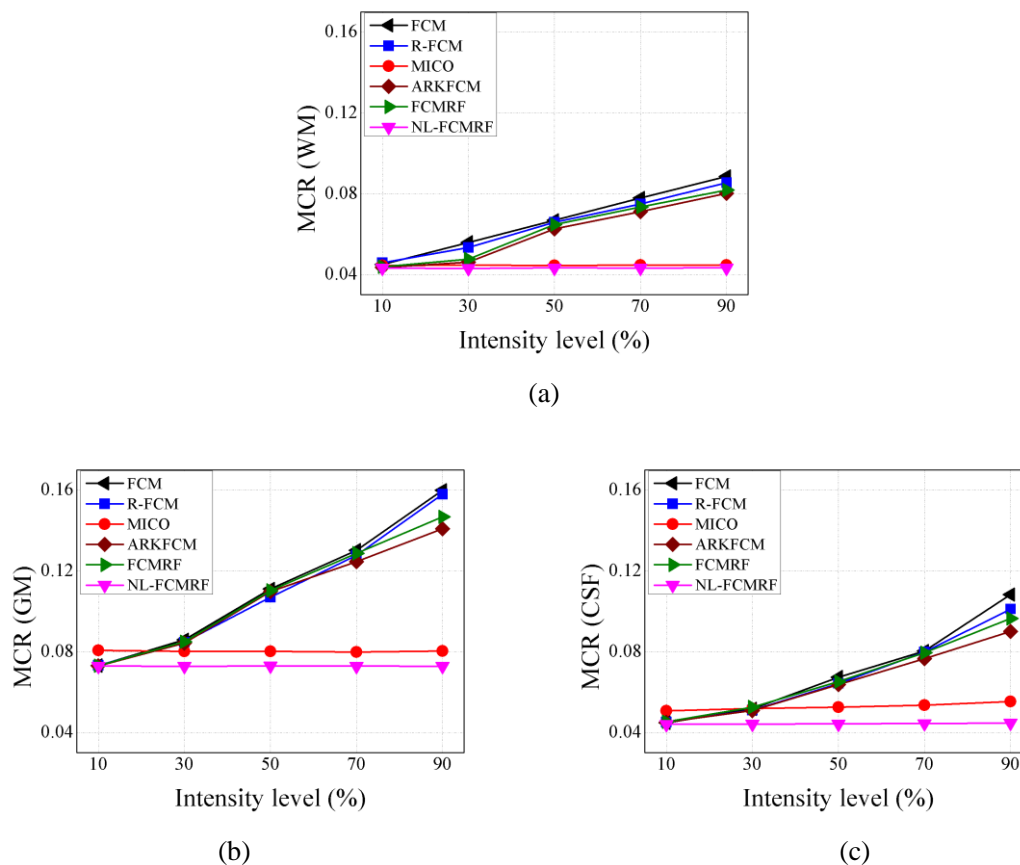 FCM
R-FCM
MICO
ARKFCM
FCMRF
NL-FCMRF
0.16
0.12
0.08
0.04
MCR (WM)
10 30 50 70 90
Intensity level (%)
(a)
FCM
R-FCM
MICO
ARKFCM
FCMRF
NL-FCMRF
0.16
0.12
0.08
0.04
MCR (GM)
10 30 50 70 90
Intensity level (%)
(b)
FCM
R-FCM
MICO
ARKFCM
FCMRF
NL-FCMRF
0.16
0.12
0.08
0.04
MCR (CSF)
10 30 50 70 90
Intensity level (%)
(c)